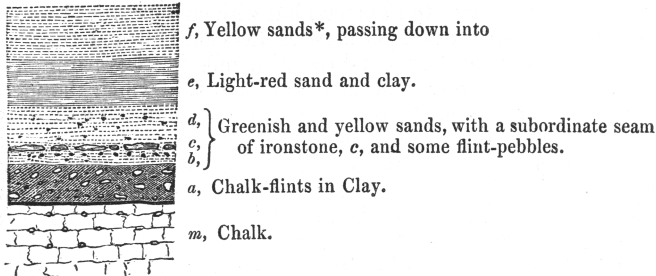 f, Yellow sands*, passing down into
e, Light-red sand and clay.
d,
c,
b,
Greenish and yellow sands, with a subordinate seam
of ironstone, c, and some flint-pebbles.
a, Chalk-flints in Clay.
m, Chalk.